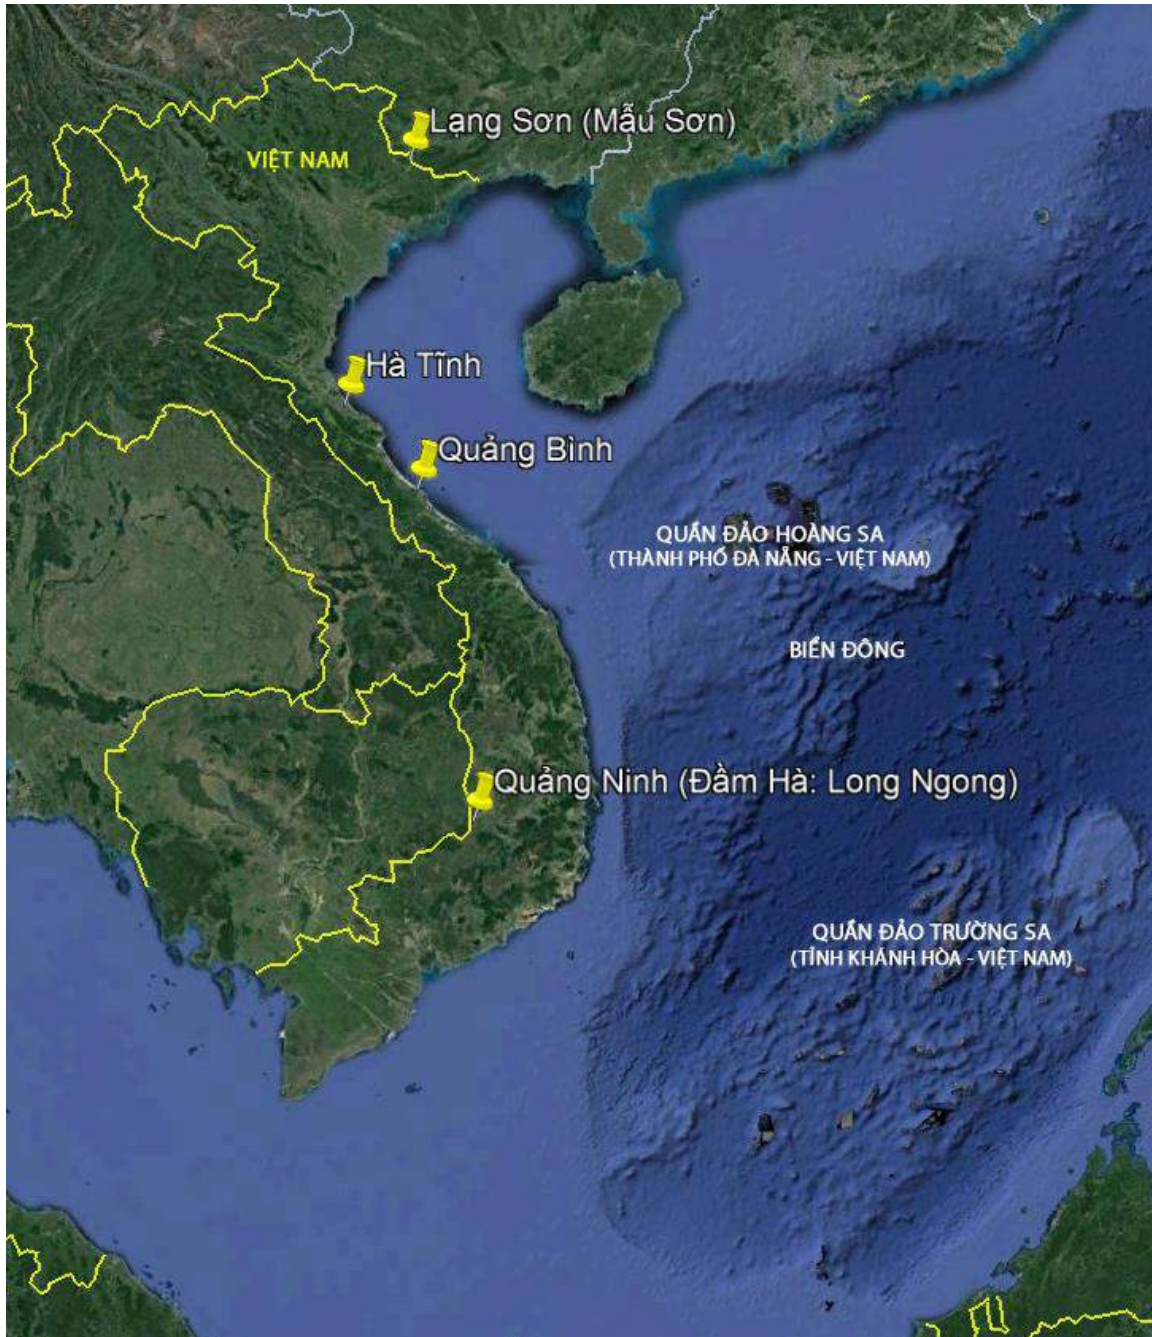 Lạng Sơn (Mẫu Sơn)
VIỆT NAM
Hà Tĩnh
Quảng Bình
QUẦN ĐẢO HOÀNG SA
(THÀNH PHỐ ĐÀ NẴNG - VIỆT NAM)
BIỂN ĐÔNG
Quảng Ninh (Đầm Hà: Long Ngong)
QUẦN ĐẢO TRƯỜNG SA
(TỈNH KHÁNH HÒA - VIỆT NAM)